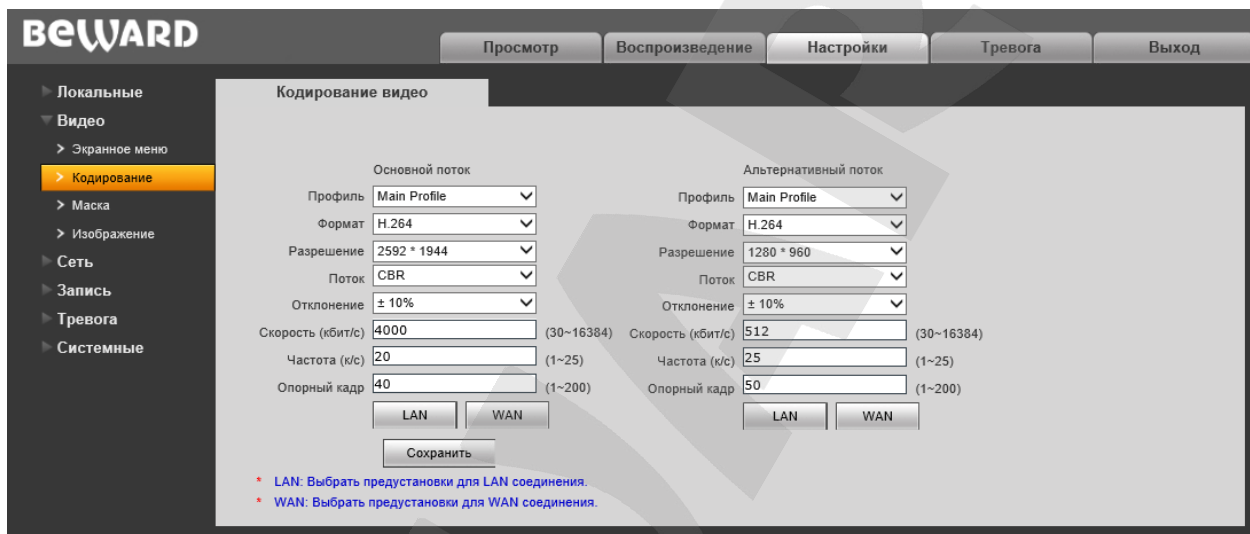 BEWARD
Просмотр Воспроизведение Настройки Тревога Выход
Локальные
Видео
Экранное меню
Кодирование
Маска
Изображение
Сеть
Запись
Тревога
Системные
Кодирование видео
Основной поток
Профиль Main Profile
Формат H.264
Разрешение 2592 * 1944
Поток CBR
Отклонение ± 10%
Скорость (кбит/с) 4000 (30~16384)
Частота (к/с) 20 (1~25)
Опорный кадр 40 (1~200)
LAN WAN
Альтернативный поток
Профиль Main Profile
Формат H.264
Разрешение 1280 * 960
Поток CBR
Отклонение ± 10%
Скорость (кбит/с) 512 (30~16384)
Частота (к/с) 25 (1~25)
Опорный кадр 50 (1~200)
LAN WAN
Сохранить
* LAN: Выбрать предустановки для LAN соединения.
* WAN: Выбрать предустановки для WAN соединения.